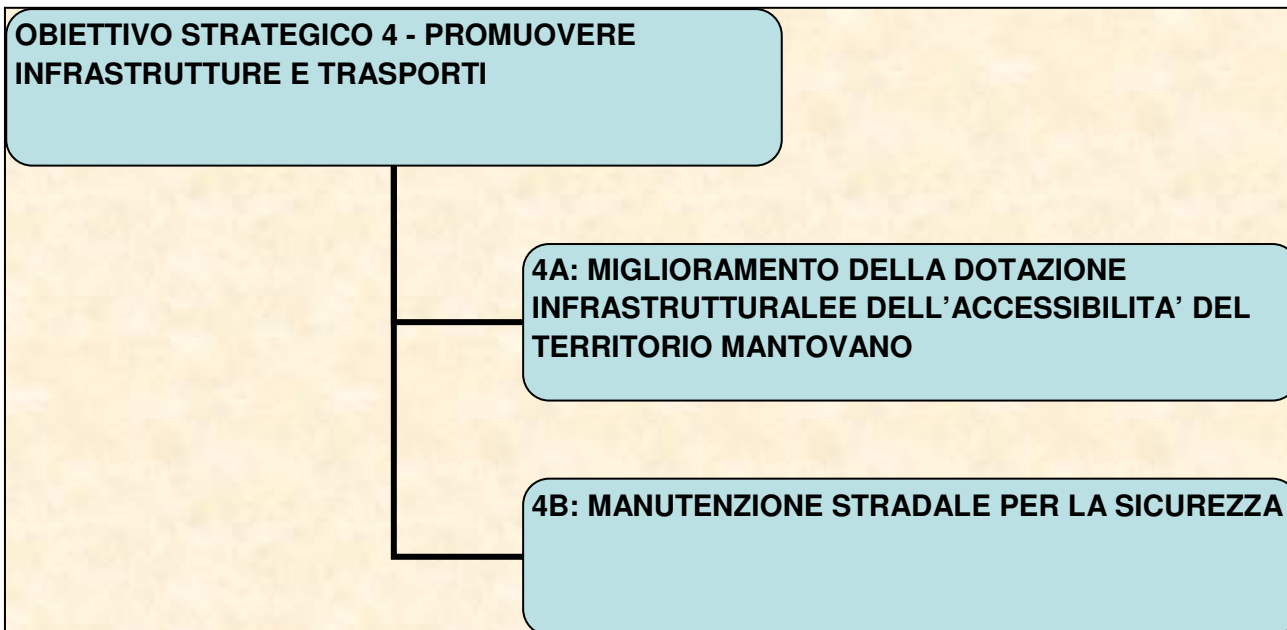 OBIETTIVO STRATEGICO 4 - PROMUOVERE
INFRASTRUTTURE E TRASPORTI
4A: MIGLIORAMENTO DELLA DOTAZIONE
INFRASTRUTTURALEE DELL’ACCESSIBILITA’ DEL
TERRITORIO MANTOVANO
4B: MANUTENZIONE STRADALE PER LA SICUREZZA